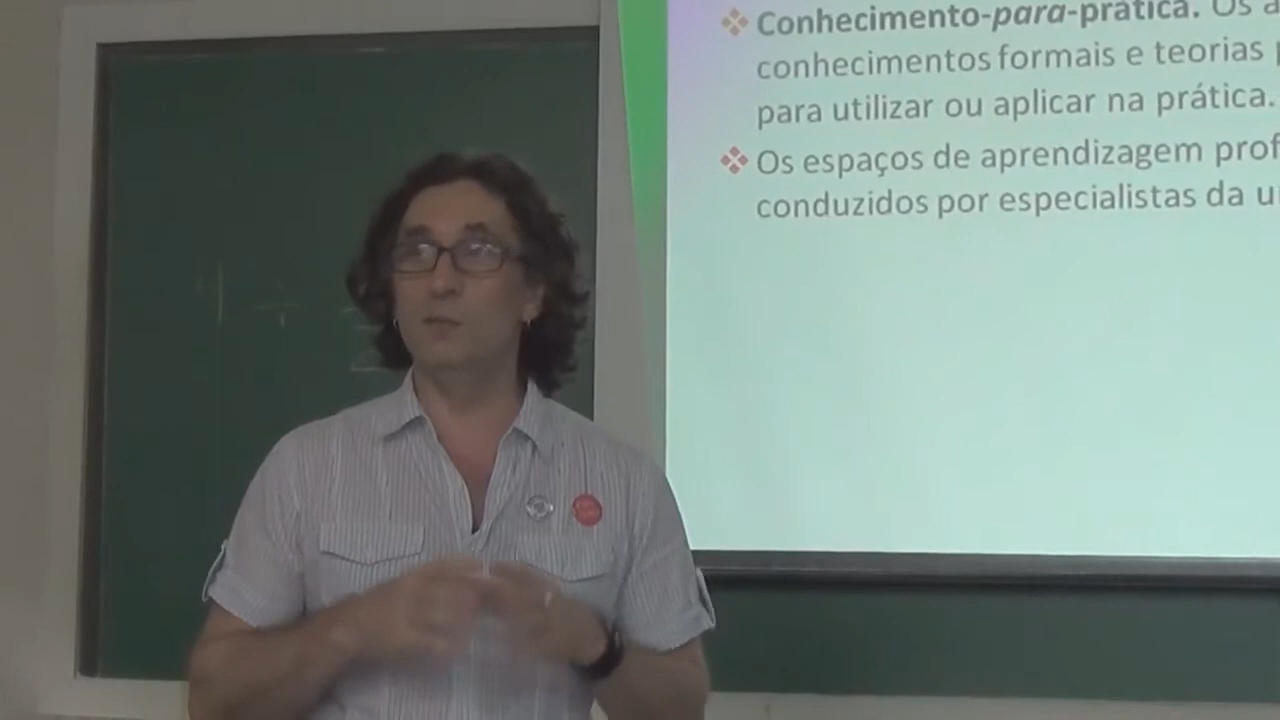 Conhecimento-para-prática. Os
conhecimentos formais e teorias
para utilizar ou aplicar na prática.
Os espaços de aprendizagem prof
conduzidos por especialistas da u